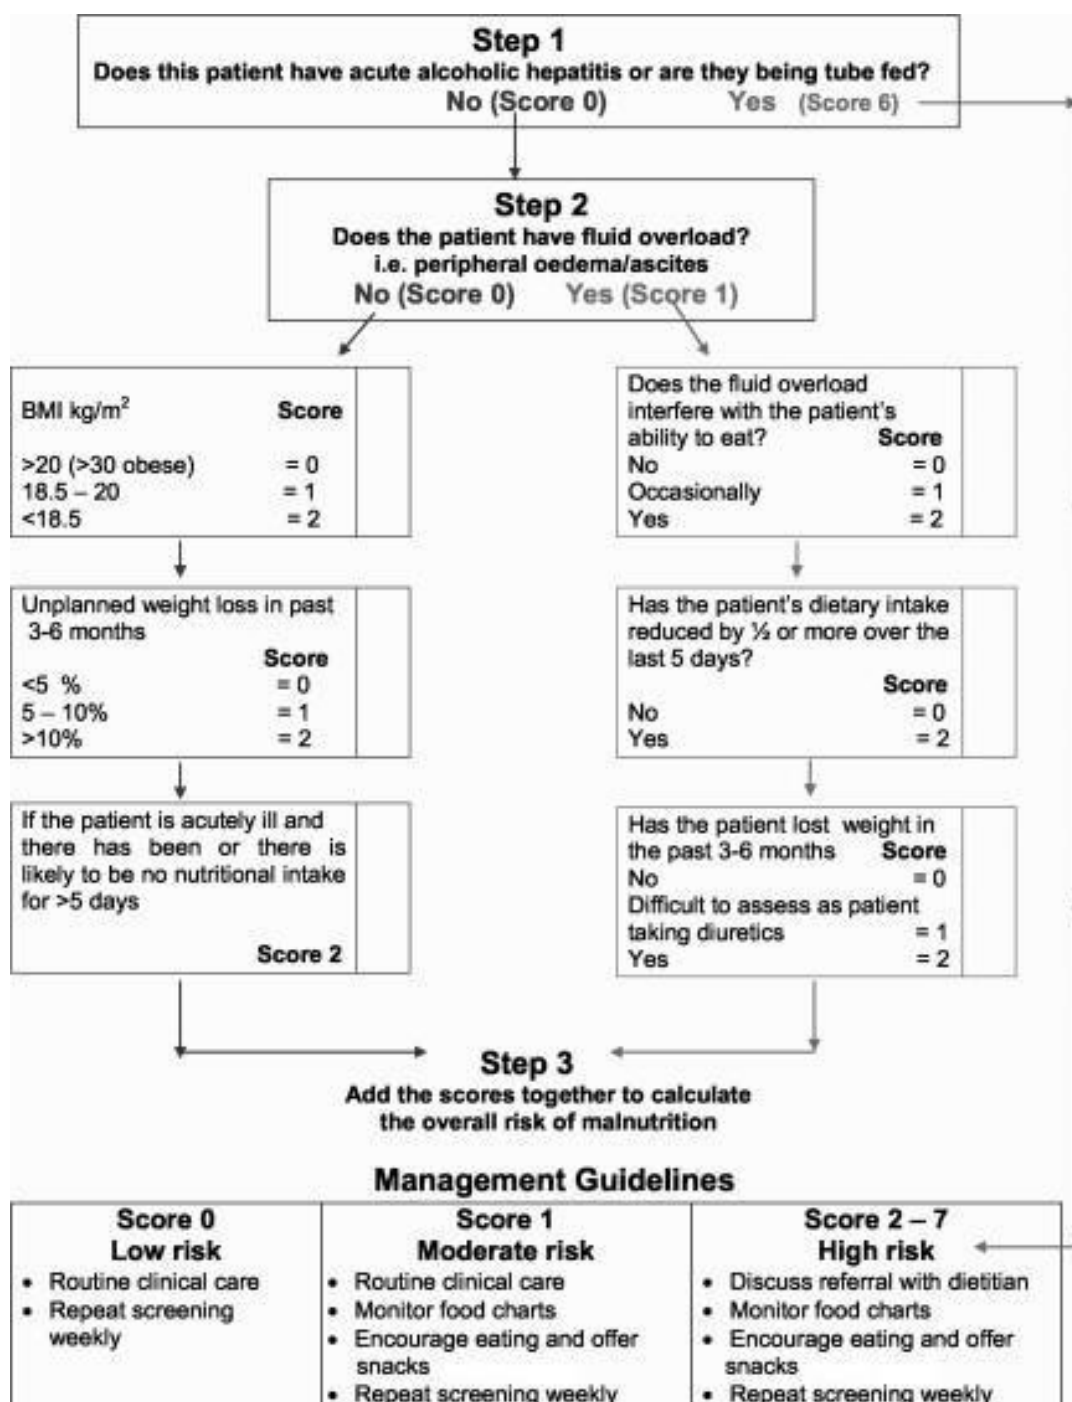 Step 1
Does this patient have acute alcoholic hepatitis or are they being tube fed?
No (Score 0) Yes (Score 6)
Step 2
Does the patient have fluid overload?
i.e. peripheral oedema/ascites
No (Score 0) Yes (Score 1)
BMI kg/m² Score
>20 (>30 obese) = 0
18.5 – 20 = 1
<18.5 = 2
Unplanned weight loss in past
3-6 months
Score
<5 % = 0
5 – 10% = 1
>10% = 2
If the patient is acutely ill and
there has been or there is
likely to be no nutritional intake
for >5 days
Score 2
Does the fluid overload
interfere with the patient's
ability to eat? Score
No = 0
Occasionally = 1
Yes = 2
Has the patient's dietary intake
reduced by ½ or more over the
last 5 days?
Score
No = 0
Yes = 2
Has the patient lost weight in
the past 3-6 months Score
No = 0
Difficult to assess as patient
taking diuretics = 1
Yes = 2
Step 3
Add the scores together to calculate
the overall risk of malnutrition
Management Guidelines
Score 0
Low risk
• Routine clinical care
• Repeat screening
weekly
Score 1
Moderate risk
• Routine clinical care
• Monitor food charts
• Encourage eating and offer
snacks
• Repeat screening weekly
Score 2 – 7
High risk
• Discuss referral with dietitian
• Monitor food charts
• Encourage eating and offer
snacks
• Repeat screening weekly